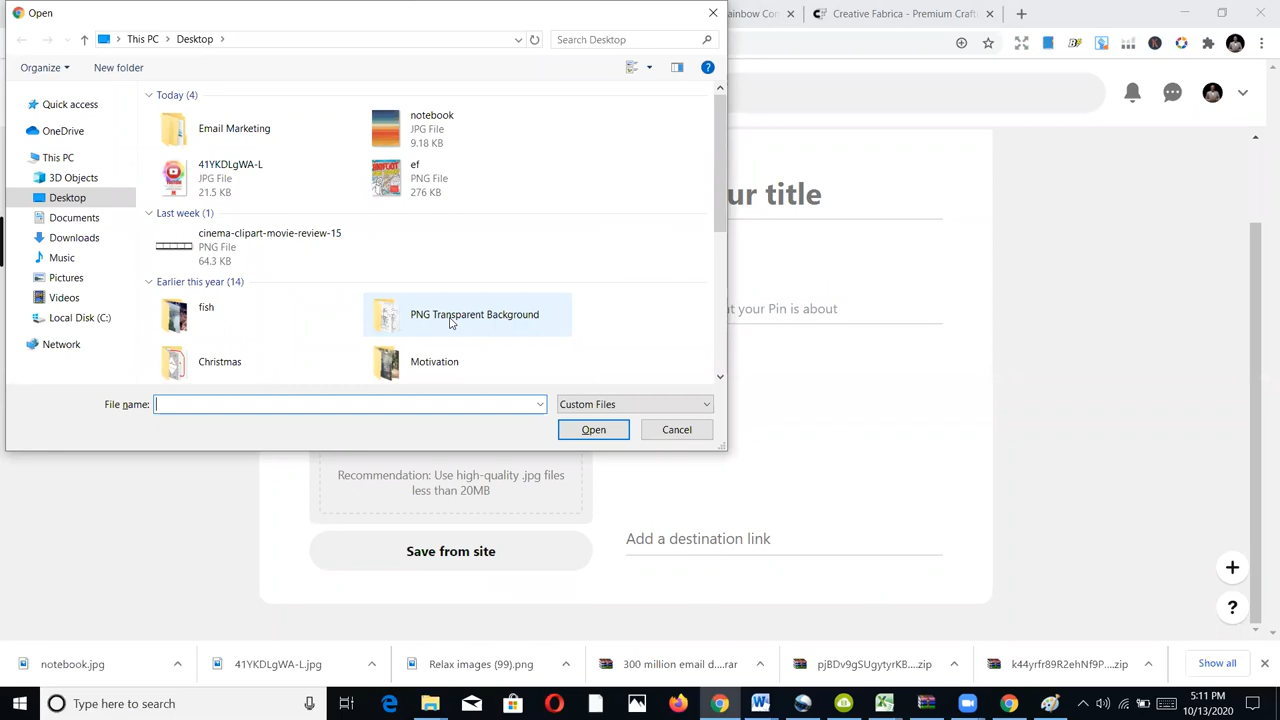 Open
ainbow Co
Creative Fabrica - Premium Craft
This PC
Desktop
Search Desktop
Organize
New folder
Quick access
OneDrive
This PC
3D Objects
Desktop
Documents
Downloads
Music
Pictures
Videos
Local Disk (C:)
Network
Today (4)
Email Marketing
notebook
JPG File
9.18 KB
41YKDLgWA-L
JPG File
21.5 KB
ef
PNG File
276 KB
Last week (1)
cinema-clipart-movie-review-15
PNG File
64.3 KB
Earlier this year (14)
fish
PNG Transparent Background
Christmas
Motivation
File name:
Custom Files
Open
Cancel
ur title
t your Pin is about
Recommendation: Use high-quality .jpg files
less than 20MB
Save from site
Add a destination link
+
?
notebook.jpg
41YKDLgWA-L.jpg
Relax images (99).png
300 million email d....rar
pjBDv9gSUgytyrKB....zip
k44yrfr89R2ehNf9P....zip
Show all
Type here to search
5:11 PM
10/13/2020